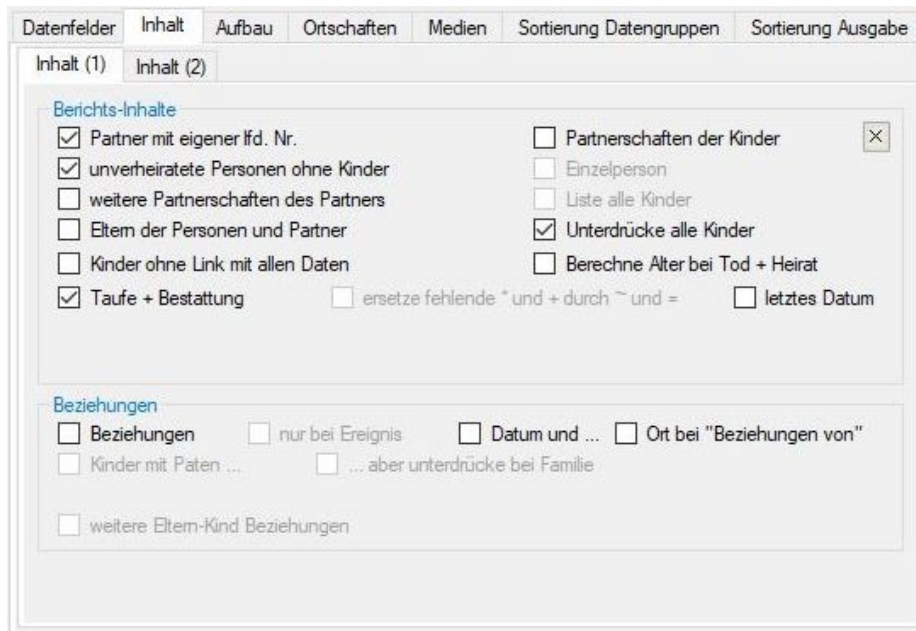 Datenfelder Inhalt Aufbau Ortschaften Medien Sortierung Datengruppen Sortierung Ausgabe
Inhalt (1) Inhalt (2)
Berichts-Inhalte
Partner mit eigener lfd. Nr. Partnerschaften der Kinder
unverheiratete Personen ohne Kinder Einzelperson
weitere Partnerschaften des Partners Liste alle Kinder
Eltern der Personen und Partner Unterdrücke alle Kinder
Kinder ohne Link mit allen Daten Berechne Alter bei Tod + Heirat
Taufe + Bestattung ersetze fehlende * und + durch ~ und = letztes Datum
Beziehungen
Beziehungen nur bei Ereignis Datum und ... Ort bei "Beziehungen von"
Kinder mit Paten ... ... aber unterdrücke bei Familie
weitere Eltern-Kind Beziehungen